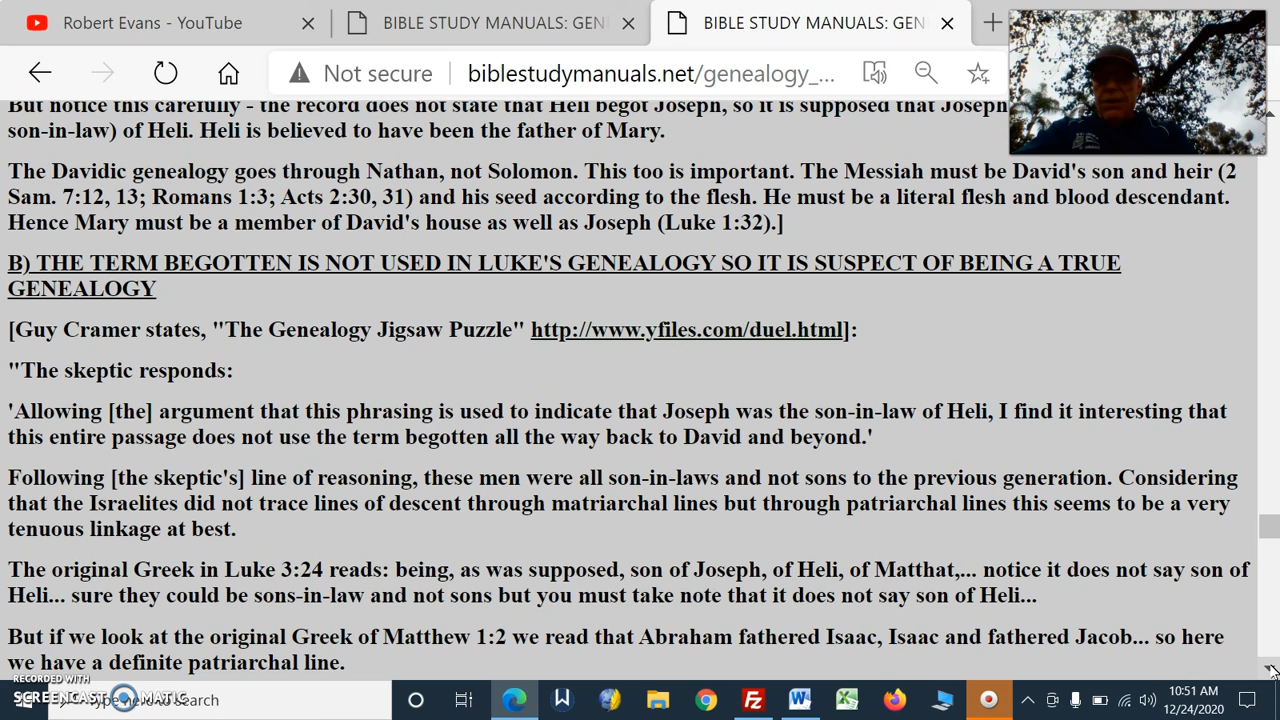 Robert Evans - YouTube
BIBLE STUDY MANUALS: GEN
BIBLE STUDY MANUALS: GEN
Not secure
biblestudymanuals.net/genealogy_...
But notice this carefully - the record does not state that Heli begot Joseph, so it is supposed that Joseph
son-in-law) of Heli. Heli is believed to have been the father of Mary.
The Davidic genealogy goes through Nathan, not Solomon. This too is important. The Messiah must be David's son and heir (2
Sam. 7:12, 13; Romans 1:3; Acts 2:30, 31) and his seed according to the flesh. He must be a literal flesh and blood descendant.
Hence Mary must be a member of David's house as well as Joseph (Luke 1:32).]
B) THE TERM BEGOTTEN IS NOT USED IN LUKE'S GENEALOGY SO IT IS SUSPECT OF BEING A TRUE
GENEALOGY
[Guy Cramer states, "The Genealogy Jigsaw Puzzle" http://www.yfiles.com/duel.html]:
"The skeptic responds:
'Allowing [the] argument that this phrasing is used to indicate that Joseph was the son-in-law of Heli, I find it interesting that
this entire passage does not use the term begotten all the way back to David and beyond.'
Following [the skeptic's] line of reasoning, these men were all son-in-laws and not sons to the previous generation. Considering
that the Israelites did not trace lines of descent through matriarchal lines but through patriarchal lines this seems to be a very
tenuous linkage at best.
The original Greek in Luke 3:24 reads: being, as was supposed, son of Joseph, of Heli, of Matthat,... notice it does not say son of
Heli... sure they could be sons-in-law and not sons but you must take note that it does not say son of Heli...
But if we look at the original Greek of Matthew 1:2 we read that Abraham fathered Isaac, Isaac and fathered Jacob... so here
we have a definite patriarchal line.
RECORDED WITH
SCREENCAST MATIC
Type here to search
10:51 AM
12/24/2020